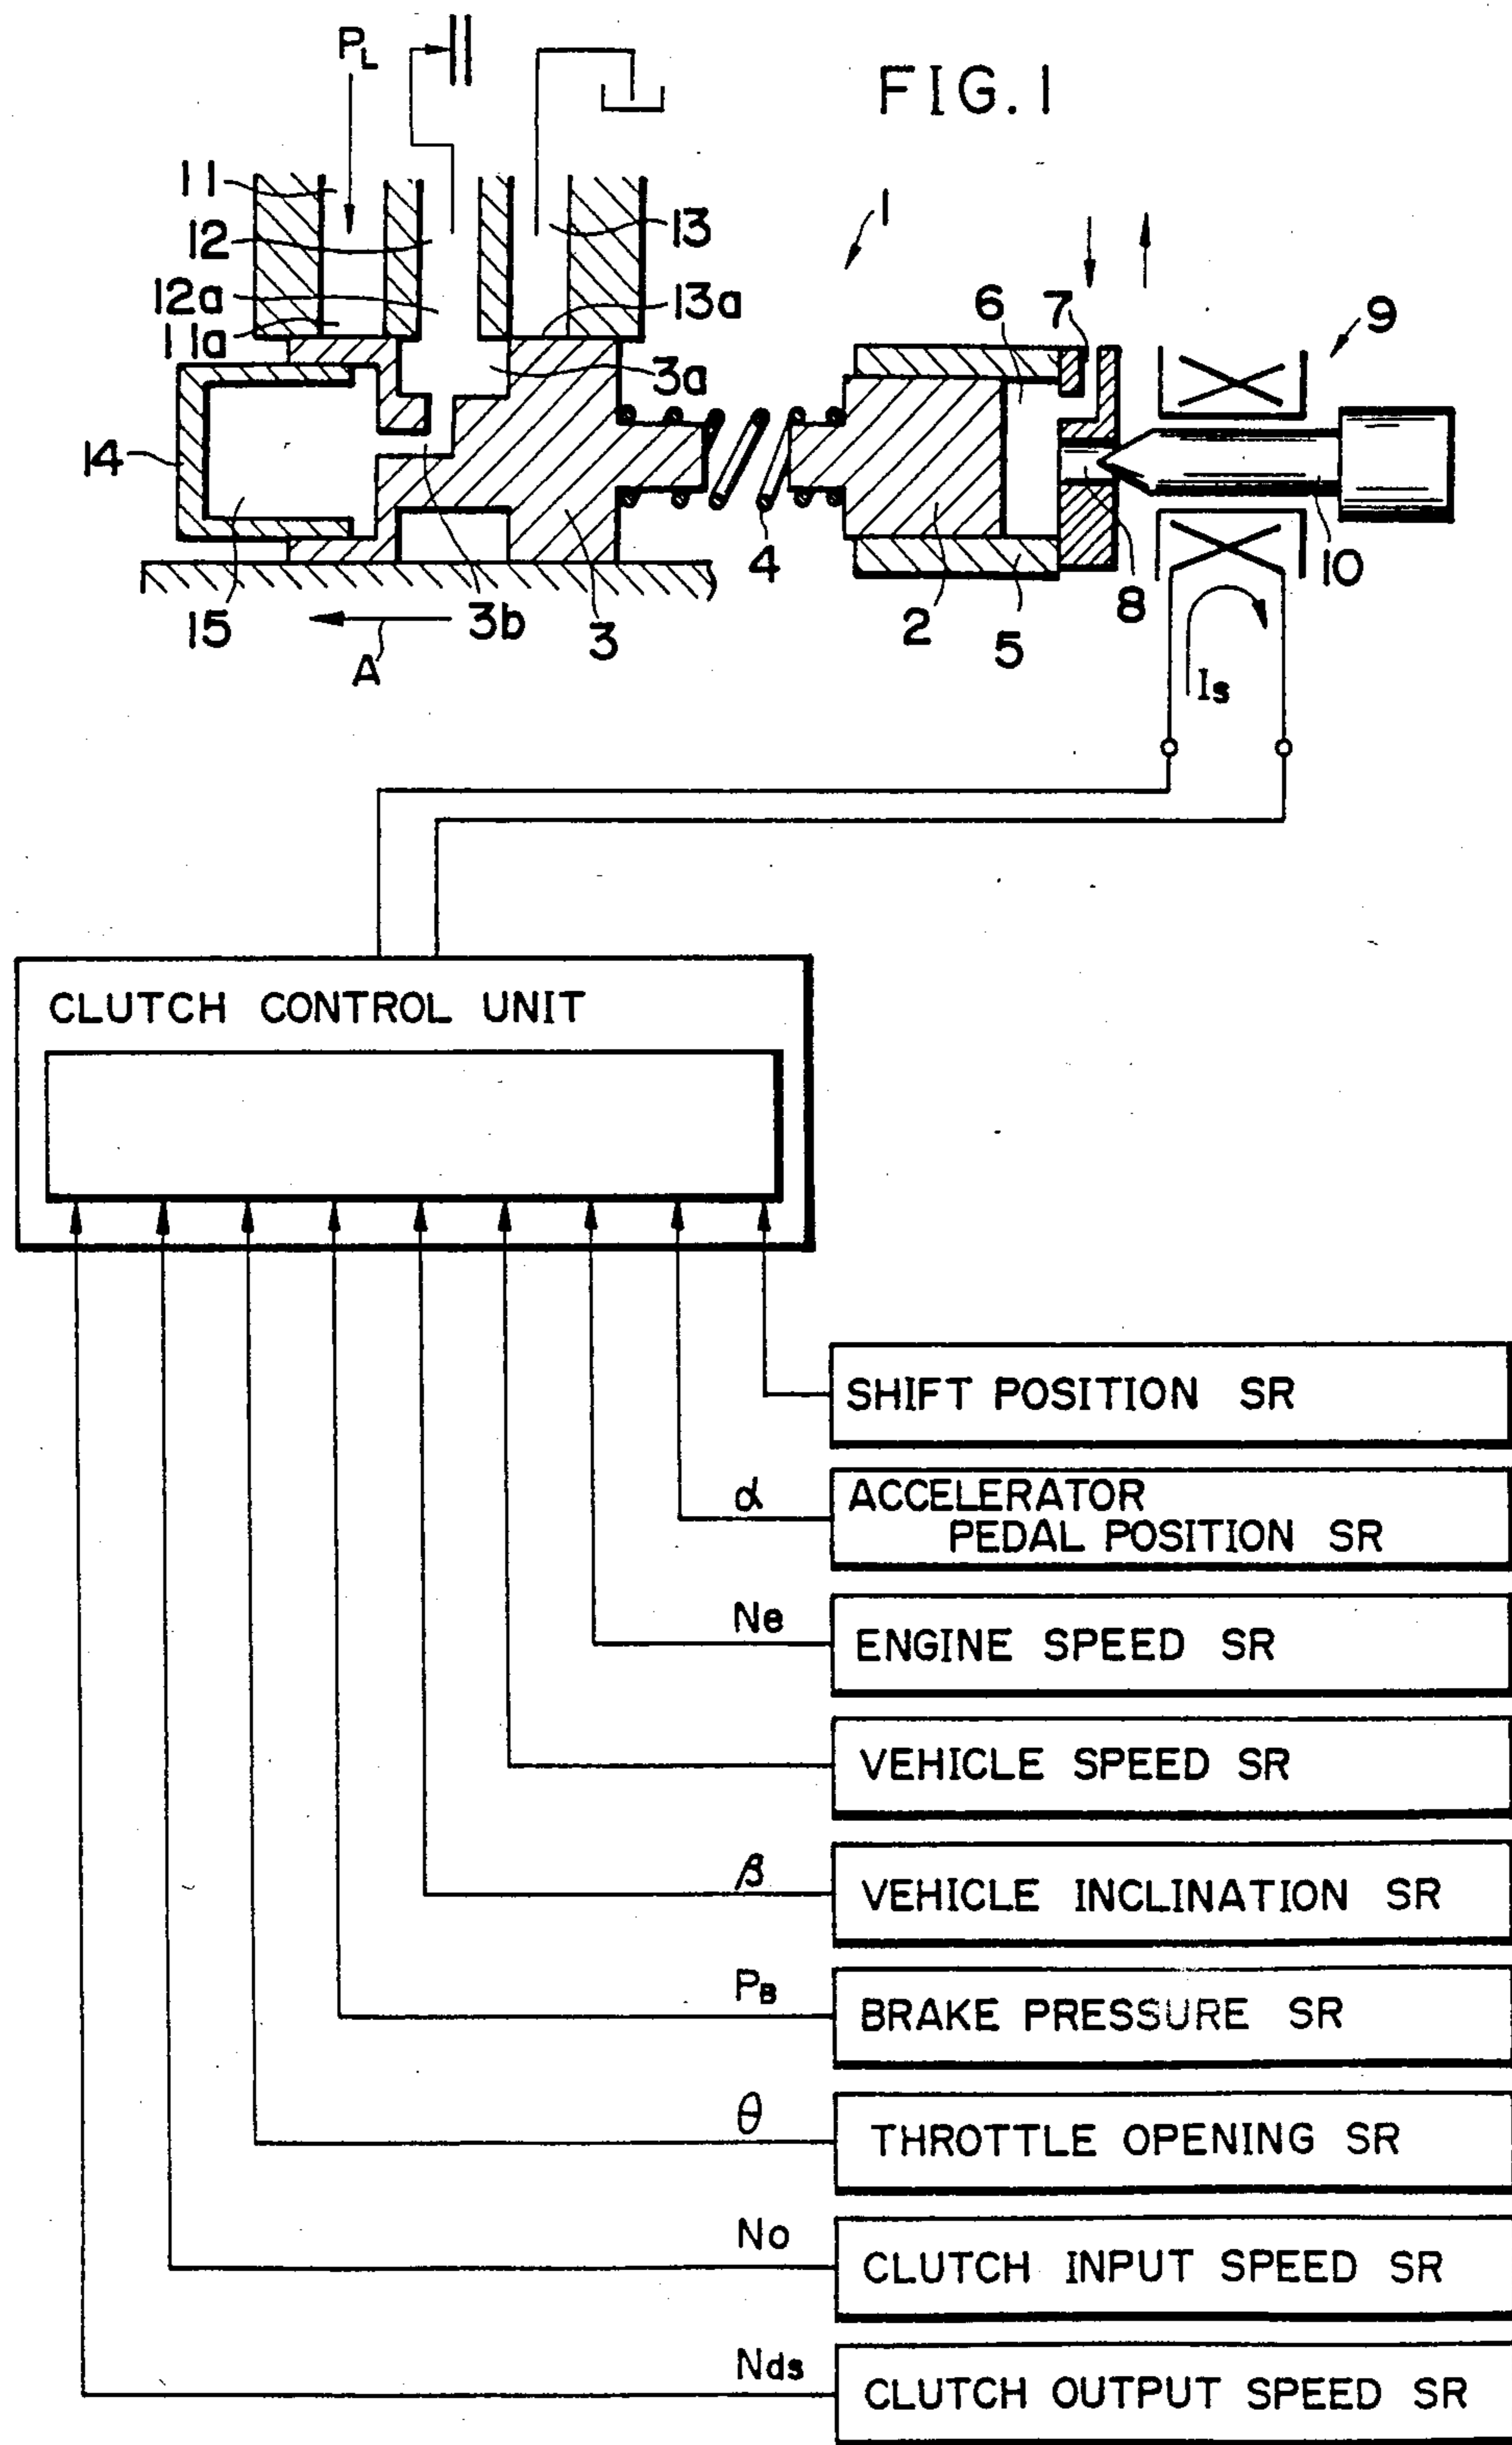 FIG. 1
P_L
11
12
12a
11a
13
13a
3a
1
6
7
9
14
15
A
3b
3
4
2
5
8
10
Is
CLUTCH CONTROL UNIT
SHIFT POSITION SR
α
ACCELERATOR
PEDAL POSITION SR
Ne
ENGINE SPEED SR
VEHICLE SPEED SR
β
VEHICLE INCLINATION SR
PB
BRAKE PRESSURE SR
θ
THROTTLE OPENING SR
No
CLUTCH INPUT SPEED SR
Nds
CLUTCH OUTPUT SPEED SR